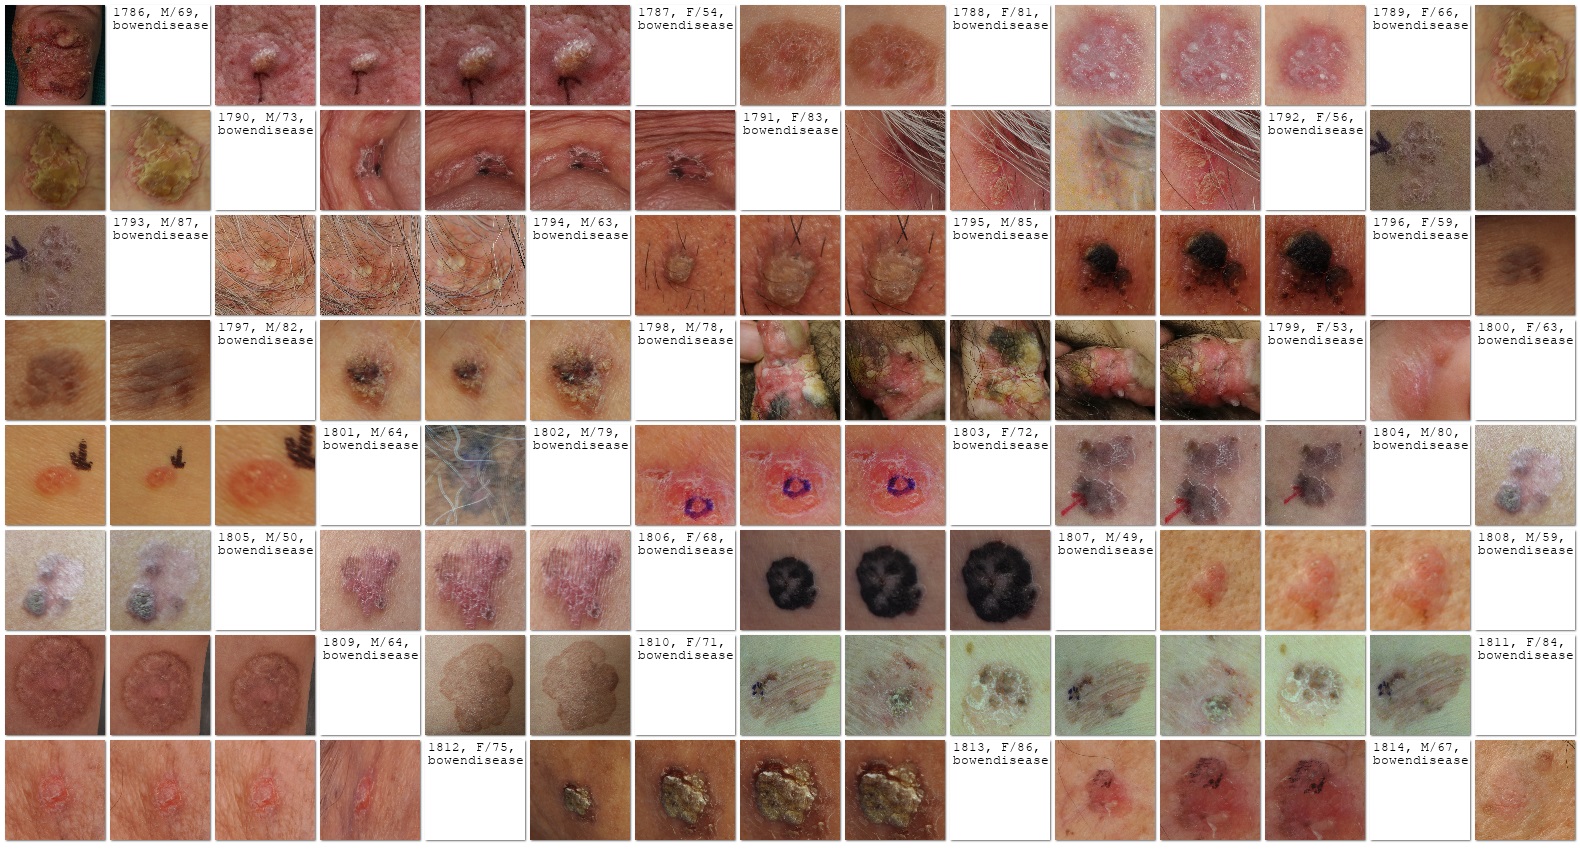 1786, M/69,
bowendisease
1787, F/54,
bowendisease
1788, F/81,
bowendisease
1789, F/66,
bowendisease
1790, M/73,
bowendisease
1791, F/83,
bowendisease
1792, F/56,
bowendisease
1793, M/87,
bowendisease
1794, M/63,
bowendisease
1795, M/85,
bowendisease
1796, F/59,
bowendisease
1797, M/82,
bowendisease
1798, M/78,
bowendisease
1799, F/53,
bowendisease
1800, F/63,
bowendisease
1801, M/64,
bowendisease
1802, M/79,
bowendisease
1803, F/72,
bowendisease
1804, M/80,
bowendisease
1805, M/50,
bowendisease
1806, F/68,
bowendisease
1807, M/49,
bowendisease
1808, M/59,
bowendisease
1809, M/64,
bowendisease
1810, F/71,
bowendisease
1811, F/84,
bowendisease
1812, F/75,
bowendisease
1813, F/86,
bowendisease
1814, M/67,
bowendisease